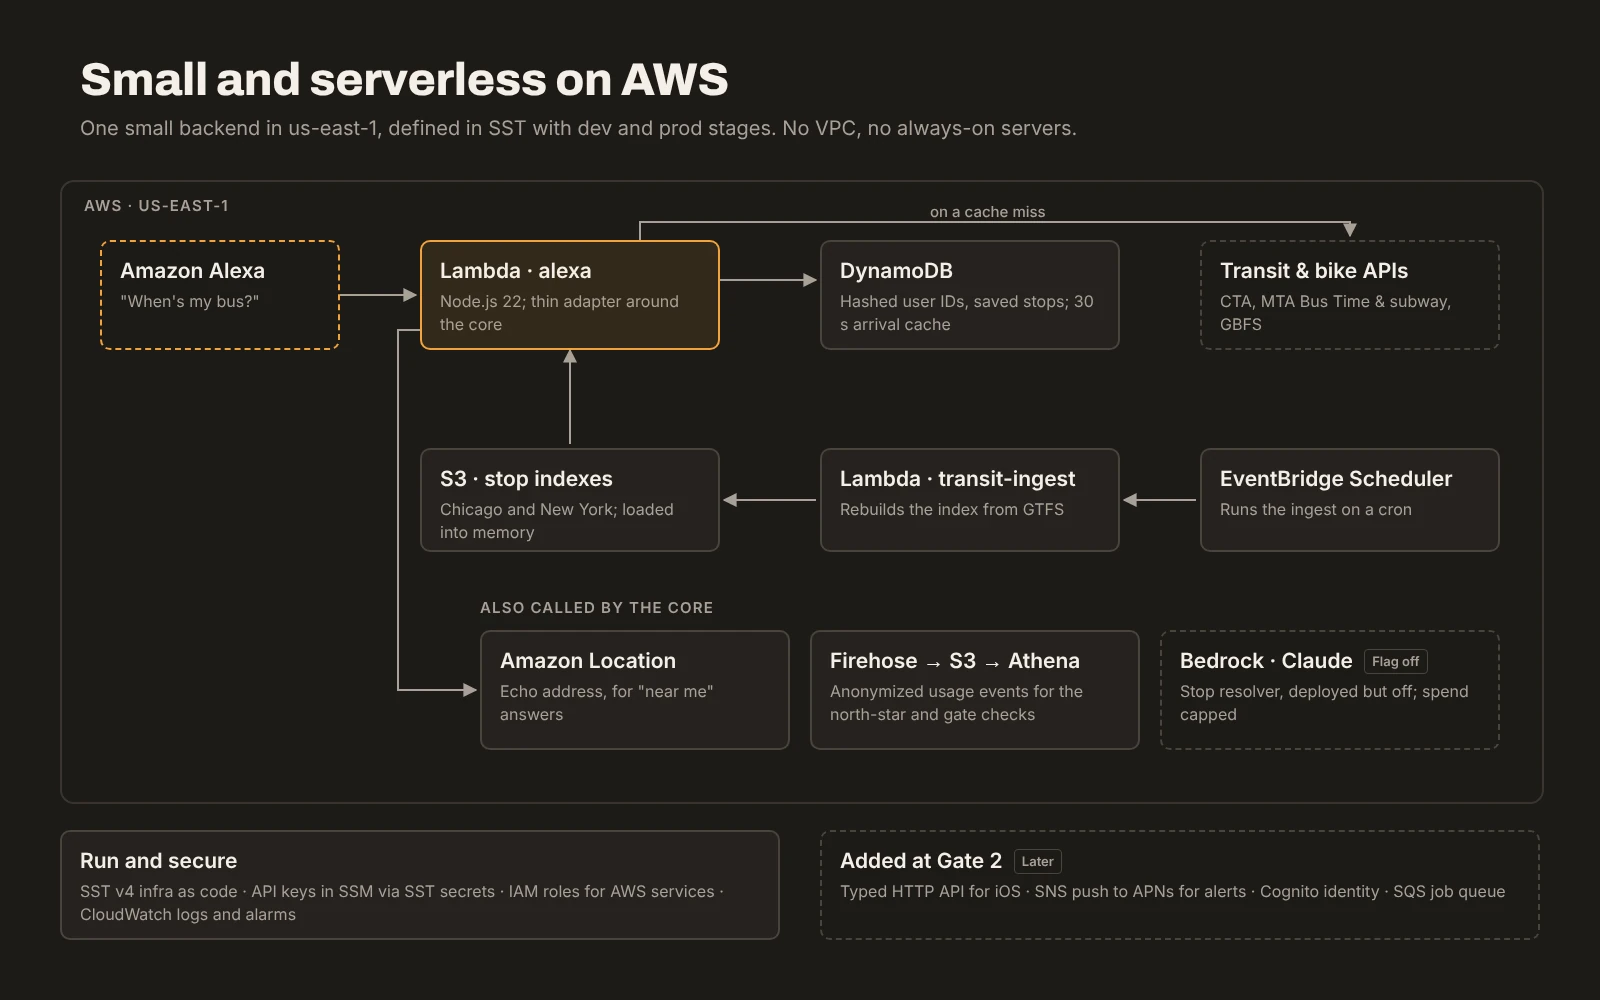 Small and serverless on AWS
One small backend in us-east-1, defined in SST with dev and prod stages. No VPC, no always-on servers.
AWS · US-EAST-1
on a cache miss
Amazon Alexa
"When's my bus?"
Lambda · alexa
Node.js 22; thin adapter around
the core
DynamoDB
Hashed user IDs, saved stops; 30
s arrival cache
Transit & bike APIs
CTA, MTA Bus Time & subway,
GBFS
S3 · stop indexes
Chicago and New York; loaded
into memory
Lambda · transit-ingest
Rebuilds the index from GTFS
EventBridge Scheduler
Runs the ingest on a cron
ALSO CALLED BY THE CORE
Amazon Location
Echo address, for "near me"
answers
Firehose → S3 → Athena
Anonymized usage events for the
north-star and gate checks
Bedrock · Claude Flag off
Stop resolver, deployed but off; spend
capped
Run and secure
SST v4 infra as code · API keys in SSM via SST secrets · IAM roles for AWS services ·
CloudWatch logs and alarms
Added at Gate 2 Later
Typed HTTP API for iOS · SNS push to APNs for alerts · Cognito identity · SQS job queue